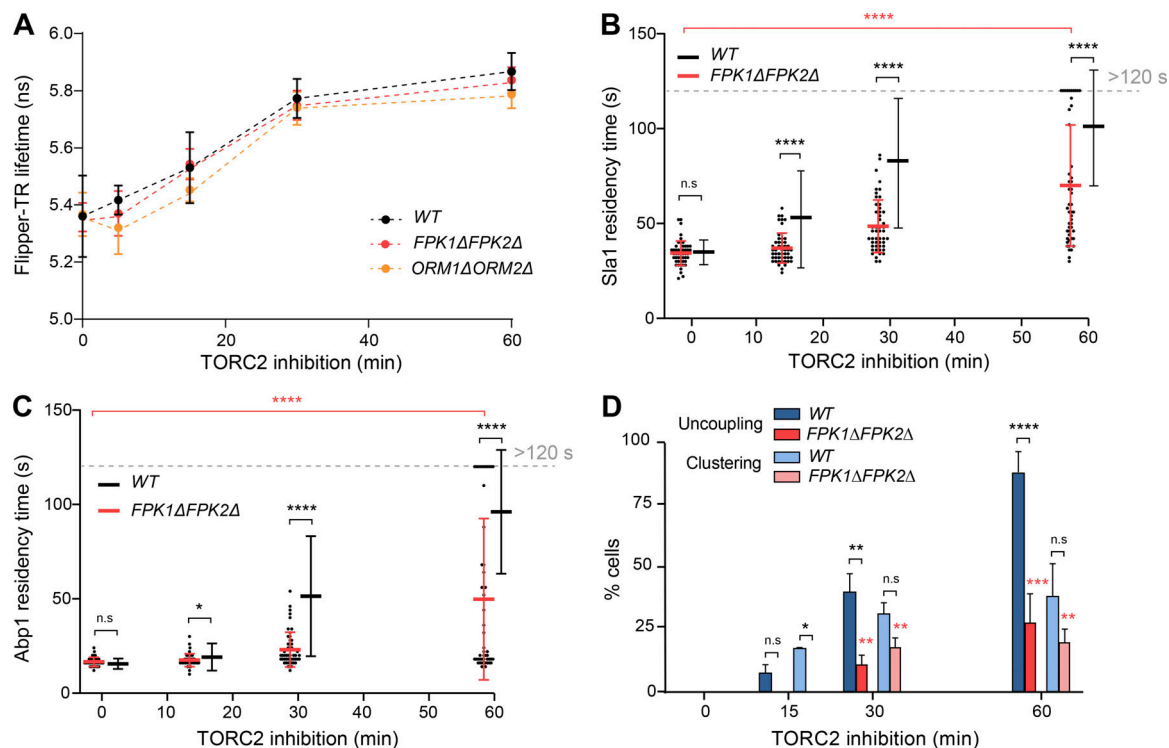 A
Flipper-TR lifetime (ns)
6.0
5.8
5.6
5.4
5.2
5.0
WT
FPK1ΔFPK2Δ
ORM1ΔORM2Δ
0
20
40
60
TORC2 inhibition (min)
B
Sla1 residency time (s)
150
100
50
0
****
WT
FPK1ΔFPK2Δ
n.s
****
****
****
>120 s
0
10
20
30
40
50
60
TORC2 inhibition (min)
C
Abp1 residency time (s)
150
100
50
0
****
WT
FPK1ΔFPK2Δ
n.s
*
****
****
>120 s
0
10
20
30
40
50
60
TORC2 inhibition (min)
D
Uncoupling
WT
FPK1ΔFPK2Δ
Clustering
WT
FPK1ΔFPK2Δ
% cells
100
75
50
25
0
n.s
*
**
**
n.s
**
****
***
n.s
**
0
15
30
60
TORC2 inhibition (min)